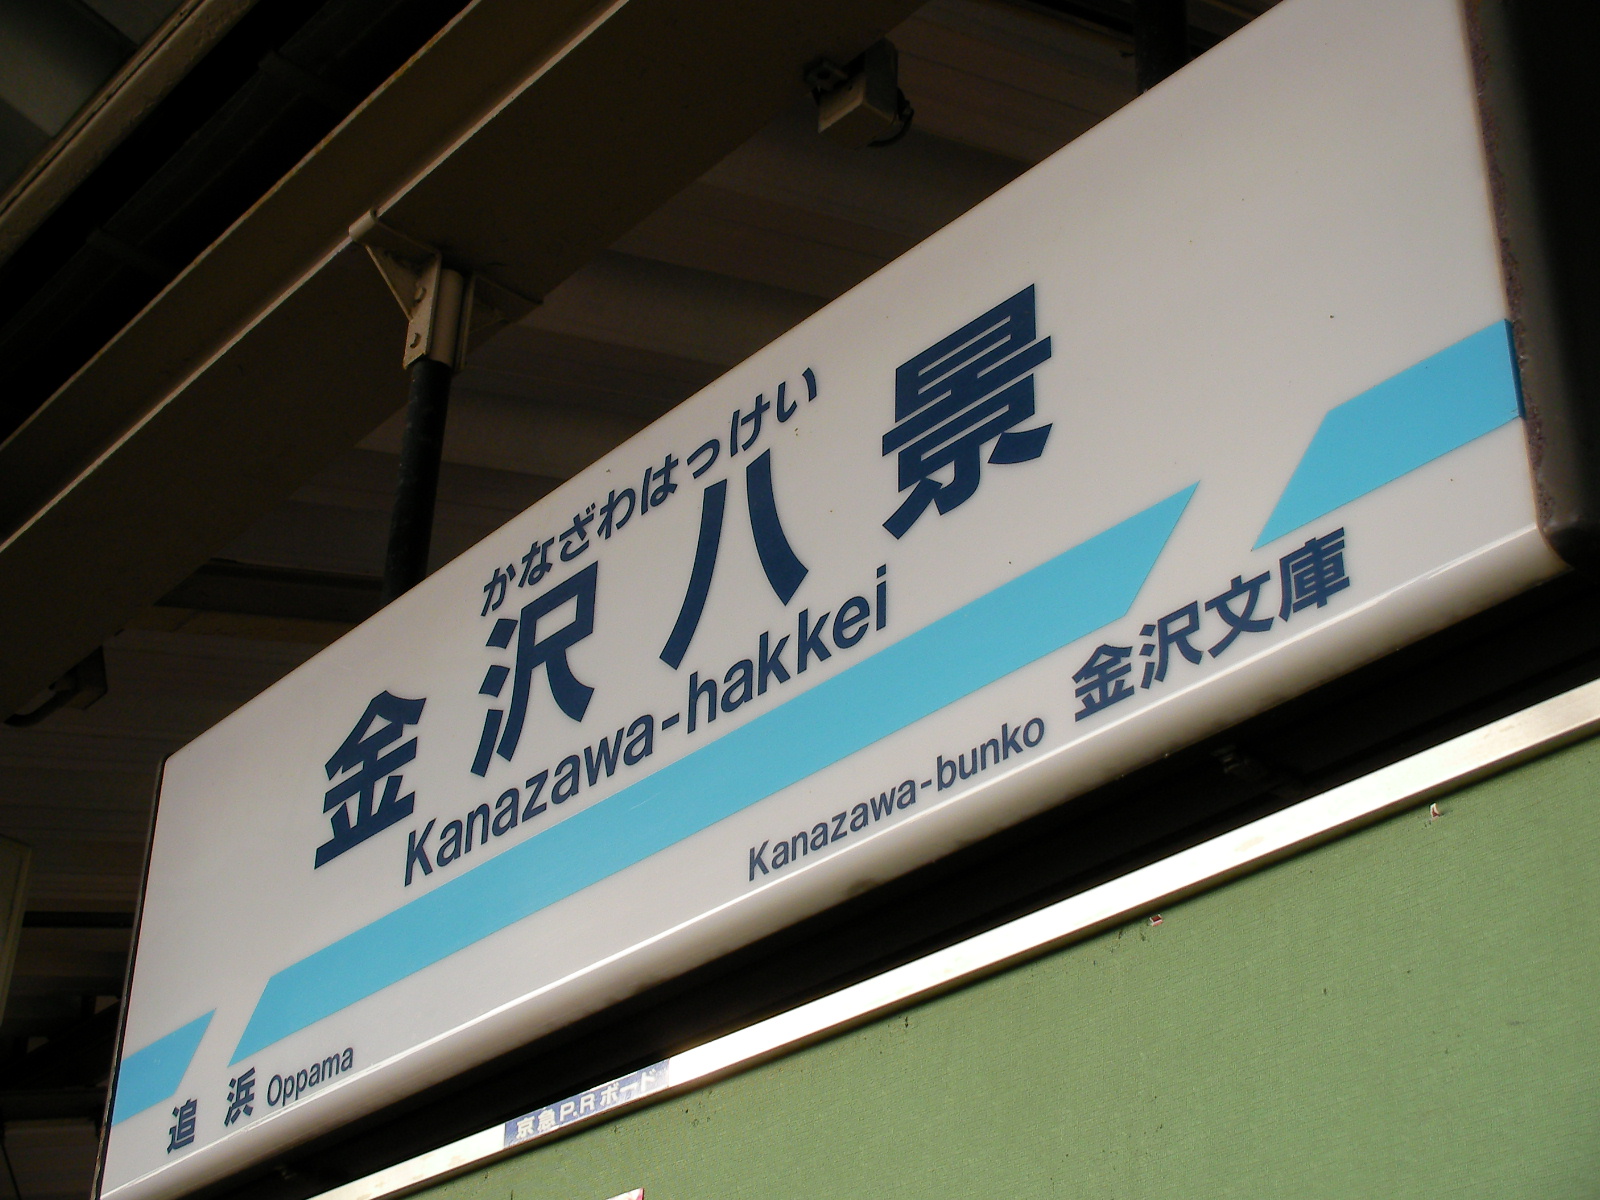 かなざわはっけい
金沢八景
Kanazawa-hakkei
追浜 Oppama
Kanazawa-bunko 金沢文庫
京急P.Rボード